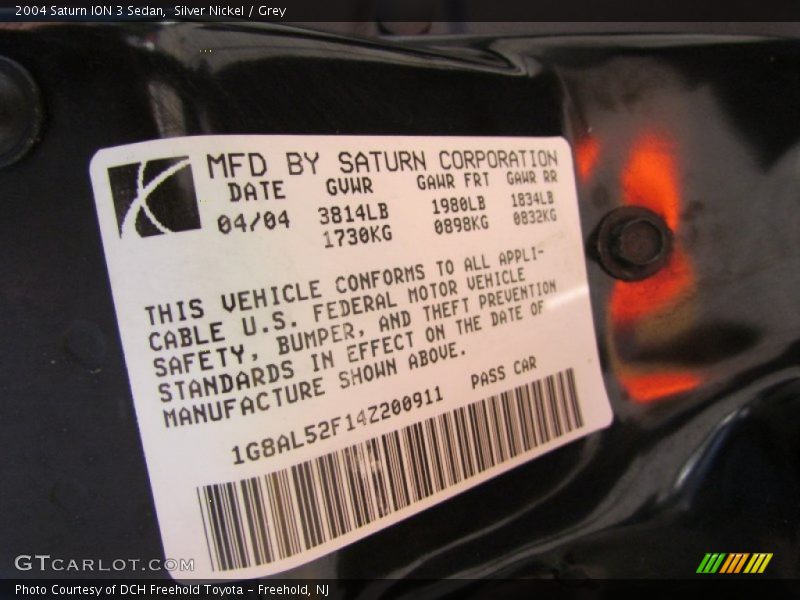 2004 Saturn ION 3 Sedan, Silver Nickel / Grey
MFD BY SATURN CORPORATION
DATE GVWR GAWR FRT GAWR RR
04/04 3814LB 1980LB 1834LB
1730KG 0898KG 0832KG
THIS VEHICLE CONFORMS TO ALL APPLI-
CABLE U.S. FEDERAL MOTOR VEHICLE
SAFETY, BUMPER, AND THEFT PREVENTION
STANDARDS IN EFFECT ON THE DATE OF
MANUFACTURE SHOWN ABOVE.
1G8AL52F14Z200911 PASS CAR
GTCARLOT.COM
Photo Courtesy of DCH Freehold Toyota - Freehold, NJ